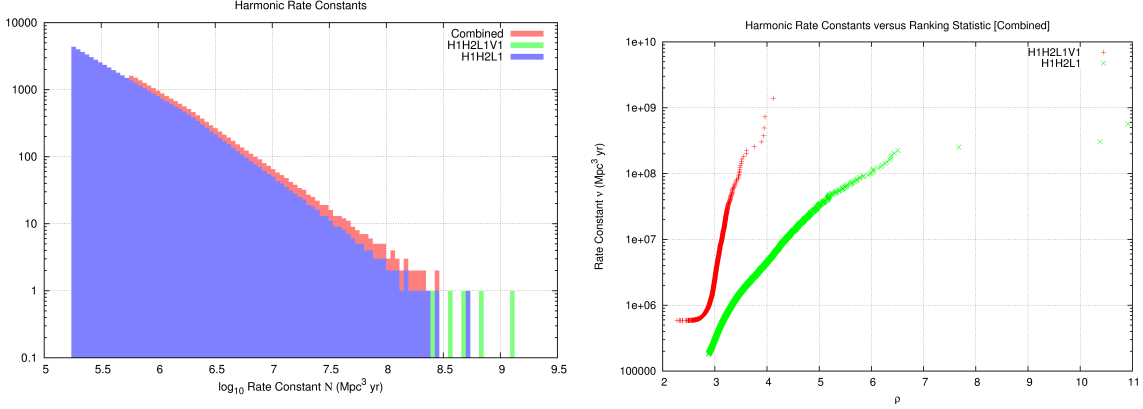 Harmonic Rate Constants
10000
1000
100
10
1
0.1
Combined
H1H2L1V1
H1H2L1
5 5.5 6 6.5 7 7.5 8 8.5 9 9.5
log10 Rate Constant N (Mpc³ yr)
Harmonic Rate Constants versus Ranking Statistic [Combined]
1e+10
1e+09
1e+08
1e+07
1e+06
100000
Rate Constant ν (Mpc³ yr)
H1H2L1V1
H1H2L1
2 3 4 5 6 7 8 9 10 11
ρ